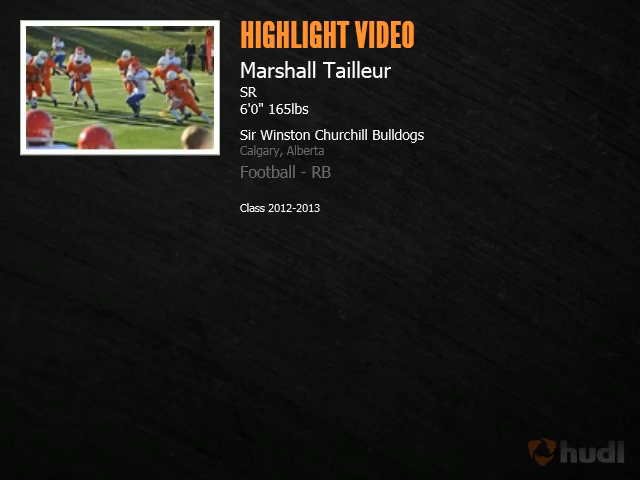 HIGHLIGHT VIDEO
Marshall Tailleur
SR
6'0" 165lbs
Sir Winston Churchill Bulldogs
Calgary, Alberta
Football - RB
Class 2012-2013
hudl